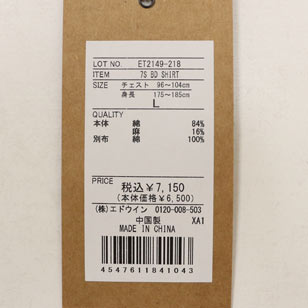 LOT NO. ET2149-218
ITEM 7S BD SHIRT
SIZE チェスト 96～104cm
身長 175～185cm
L
QUALITY
本体 綿 84%
麻 16%
別布 綿 100%
PRICE
税込￥7,150
(本体価格￥6,500)
(株)エドウイン 0120-008-503
中国製 XA1
MADE IN CHINA
4547611841043